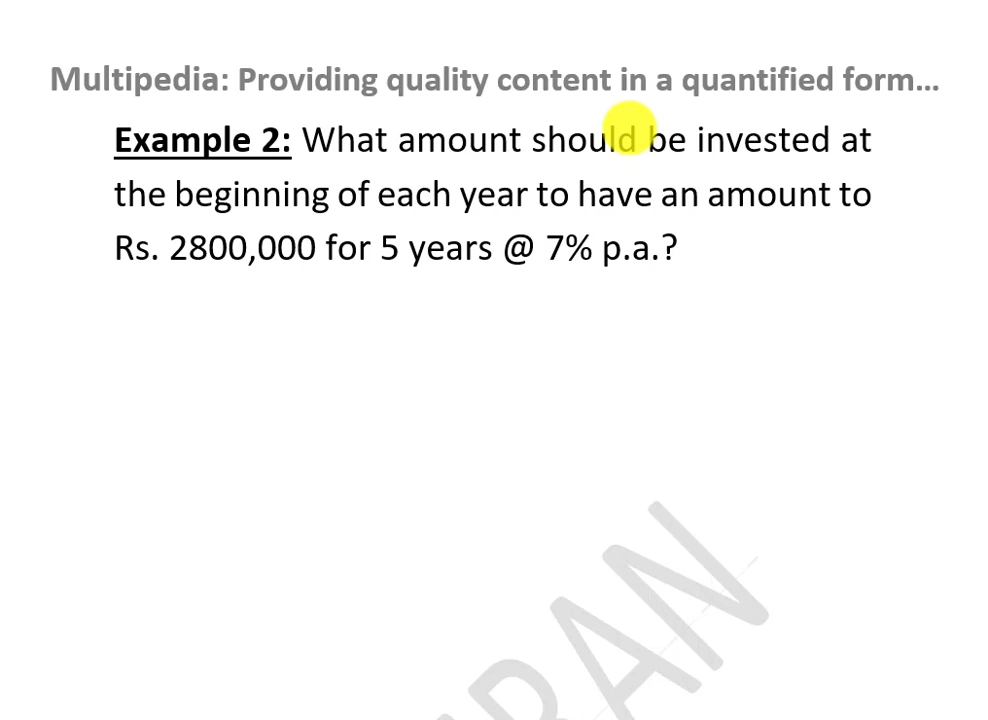 Multipedia: Providing quality content in a quantified form...
Example 2: What amount should be invested at
the beginning of each year to have an amount to
Rs. 2800,000 for 5 years @ 7% p.a.?